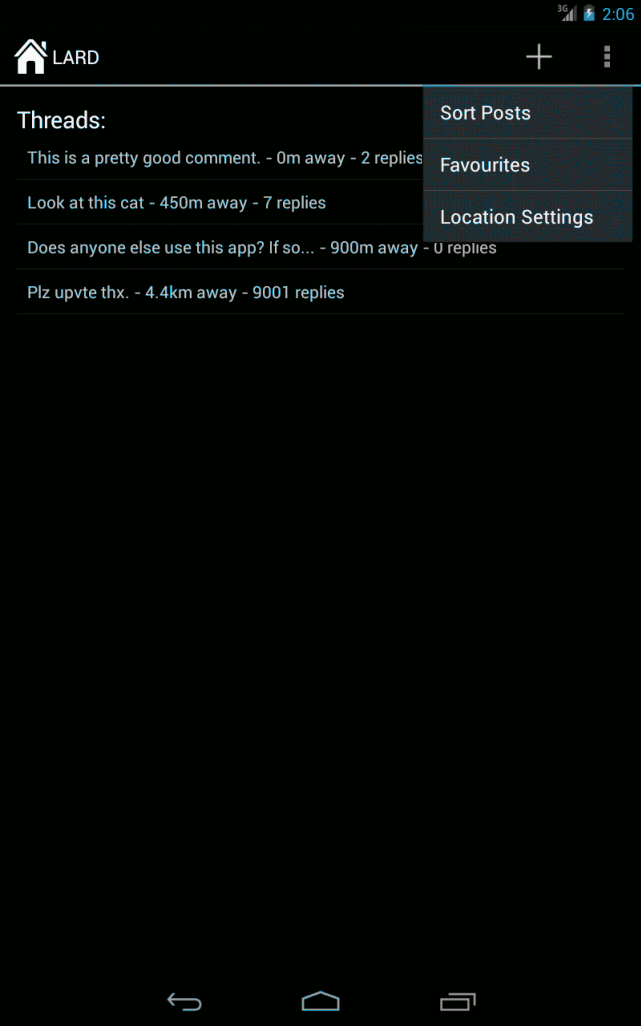 3G 2:06
LARD
Sort Posts
Favourites
Location Settings
Threads:
This is a pretty good comment. - 0m away - 2 replies
Look at this cat - 450m away - 7 replies
Does anyone else use this app? If so... - 900m away - 0 replies
Plz upvte thx. - 4.4km away - 9001 replies